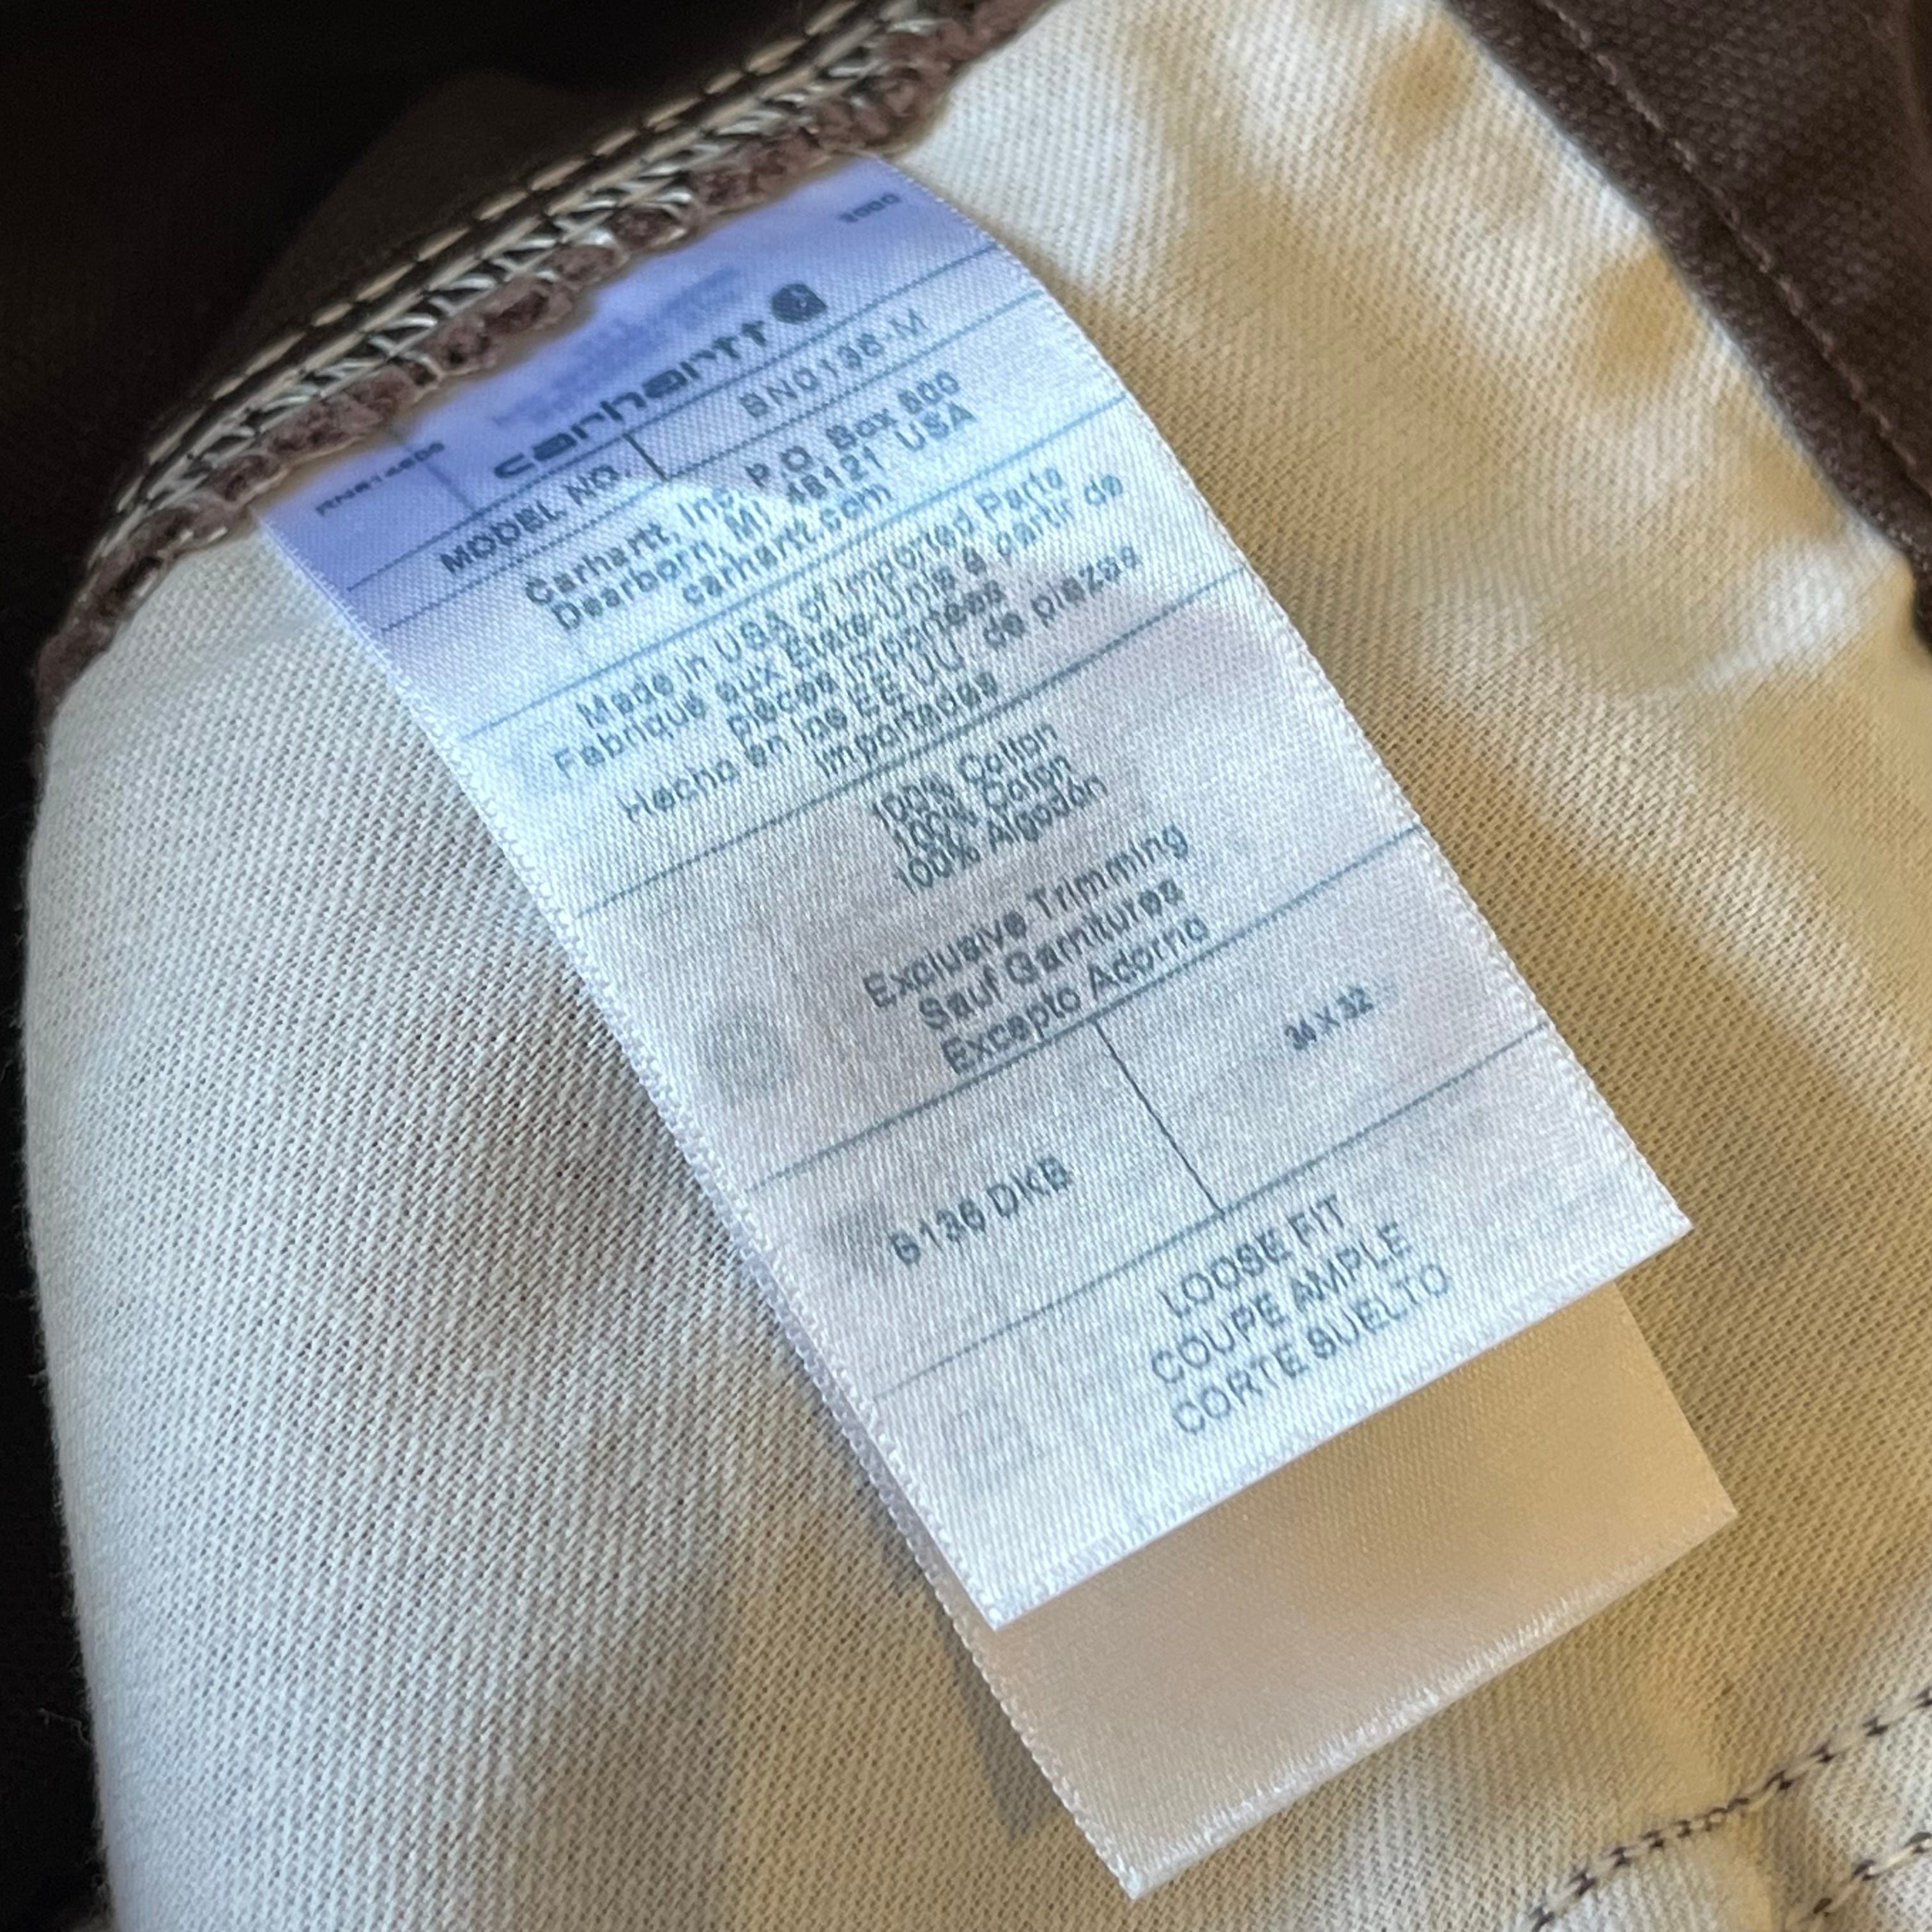 carhartt
MODEL NO. BN0136-M
Carhartt, Inc. P.O. Box 600
Dearborn, MI 48121 USA
carhartt.com
Made in USA of Imported Parts
Fabriqué aux États-Unis à partir de
pièces importées
Hecho en los EE.UU. de piezas
importadas
100% Cotton
100% Coton
100% Algodón
Exclusive Trimming
Sauf Garnitures
Excepto Adorno
B136 DKB
X 32
LOOSE FIT
COUPE AMPLE
CORTE SUELTO